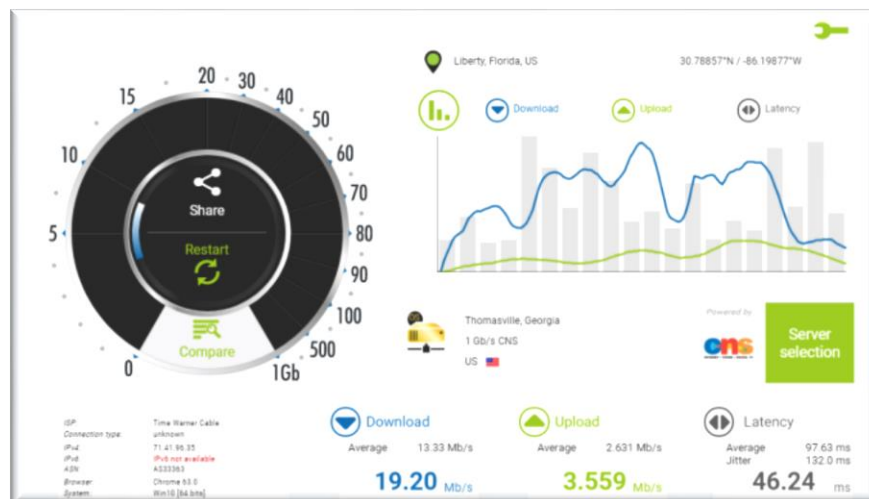 Liberty, Florida, US
30.78857°N / -86.19877°W
Download
Upload
Latency
0
5
10
15
20
30
40
50
60
70
80
90
100
500
1Gb
Share
Restart
Compare
Thomasville, Georgia
1 Gb/s CNS
US
Powered by
cns
Server
selection
ISP: Time Warner Cable
Connection type: unknown
IPv4: 71.41.96.35
IPv6: IPv6 not available
ASN: AS33363
Browser: Chrome 63.0
System: Win10 [64 bits]
Download
Average 13.33 Mb/s
19.20 Mb/s
Upload
Average 2.631 Mb/s
3.559 Mb/s
Latency
Average 97.63 ms
Jitter 132.0 ms
46.24 ms